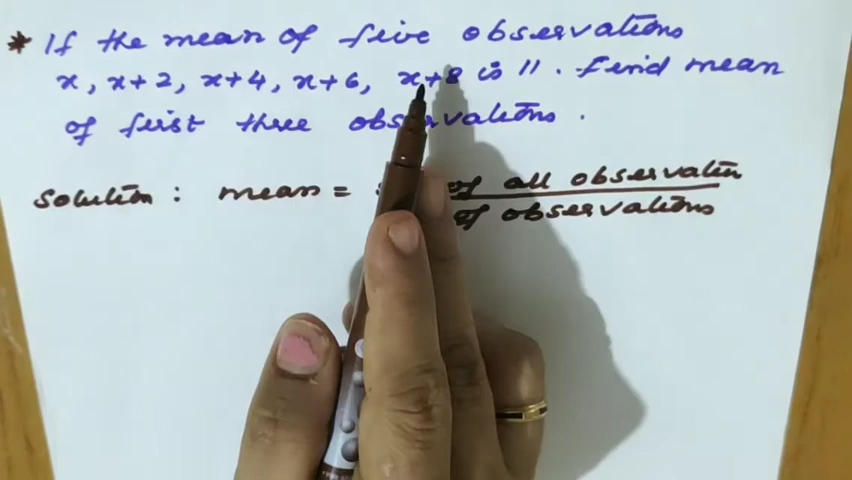 * If the mean of five observations
x, x+2, x+4, x+6, x+8 is 11. Find mean
of first three observations.
Solution : mean = of all observation
of observations